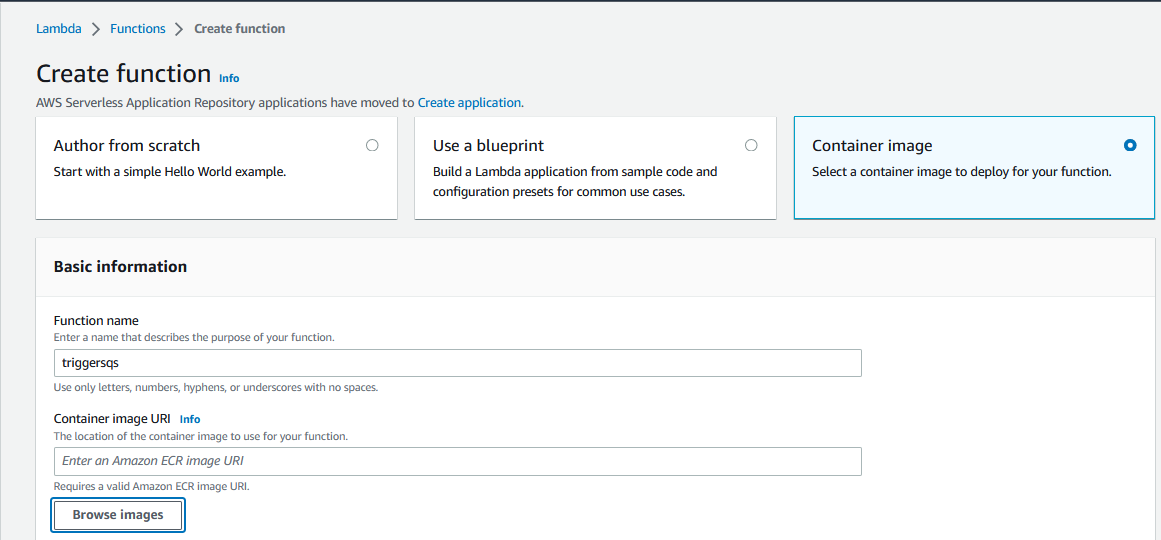 Lambda > Functions > Create function
Create function Info
AWS Serverless Application Repository applications have moved to Create application.
Author from scratch
Start with a simple Hello World example.
Use a blueprint
Build a Lambda application from sample code and
configuration presets for common use cases.
Container image
Select a container image to deploy for your function.
Basic information
Function name
Enter a name that describes the purpose of your function.
triggersqs
Use only letters, numbers, hyphens, or underscores with no spaces.
Container image URI Info
The location of the container image to use for your function.
Enter an Amazon ECR image URI
Requires a valid Amazon ECR image URI.
Browse images